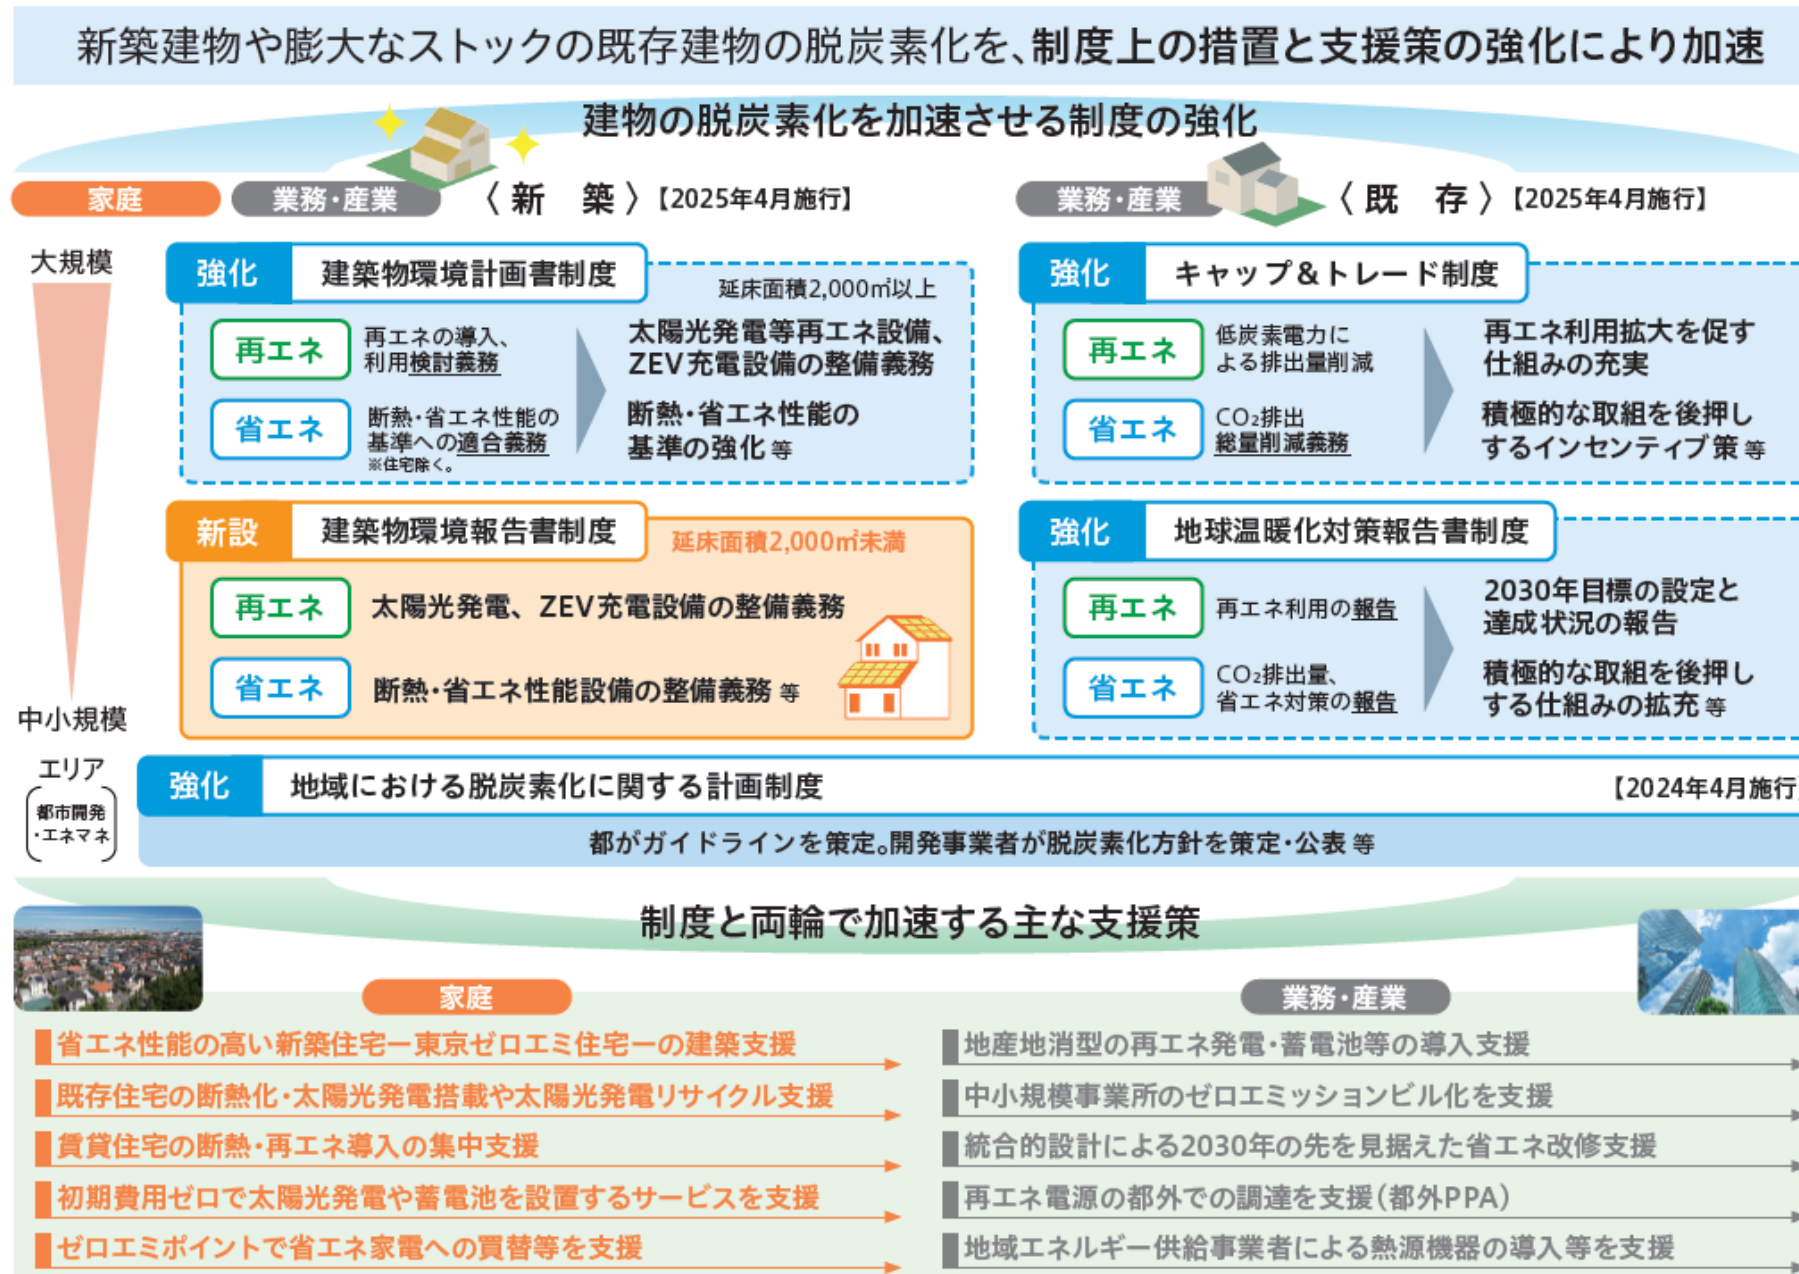 新築建物や膨大なストックの既存建物の脱炭素化を、制度上の措置と支援策の強化により加速
建物の脱炭素化を加速させる制度の強化
家庭
業務・産業
〈新　築〉【2025年4月施行】
業務・産業
〈既　存〉【2025年4月施行】
大規模
中小規模
強化
建築物環境計画書制度
延床面積2,000㎡以上
再エネ
再エネの導入、
利用検討義務
太陽光発電等再エネ設備、
ZEV充電設備の整備義務
省エネ
断熱・省エネ性能の
基準への適合義務
※住宅除く。
断熱・省エネ性能の
基準の強化 等
強化
キャップ＆トレード制度
再エネ
低炭素電力に
よる排出量削減
再エネ利用拡大を促す
仕組みの充実
省エネ
CO₂排出
総量削減義務
積極的な取組を後押し
するインセンティブ策 等
新設
建築物環境報告書制度
延床面積2,000㎡未満
再エネ
太陽光発電、ZEV充電設備の整備義務
省エネ
断熱・省エネ性能設備の整備義務 等
強化
地球温暖化対策報告書制度
再エネ
再エネ利用の報告
2030年目標の設定と
達成状況の報告
省エネ
CO₂排出量、
省エネ対策の報告
積極的な取組を後押し
する仕組みの拡充 等
エリア
都市開発
・エネマネ
強化
地域における脱炭素化に関する計画制度
【2024年4月施行】
都がガイドラインを策定。開発事業者が脱炭素化方針を策定・公表 等
制度と両輪で加速する主な支援策
家庭
省エネ性能の高い新築住宅ー東京ゼロエミ住宅ーの建築支援
既存住宅の断熱化・太陽光発電搭載や太陽光発電リサイクル支援
賃貸住宅の断熱・再エネ導入の集中支援
初期費用ゼロで太陽光発電や蓄電池を設置するサービスを支援
ゼロエミポイントで省エネ家電への買替等を支援
業務・産業
地産地消型の再エネ発電・蓄電池等の導入支援
中小規模事業所のゼロエミッションビル化を支援
統合的設計による2030年の先を見据えた省エネ改修支援
再エネ電源の都外での調達を支援（都外PPA）
地域エネルギー供給事業者による熱源機器の導入等を支援